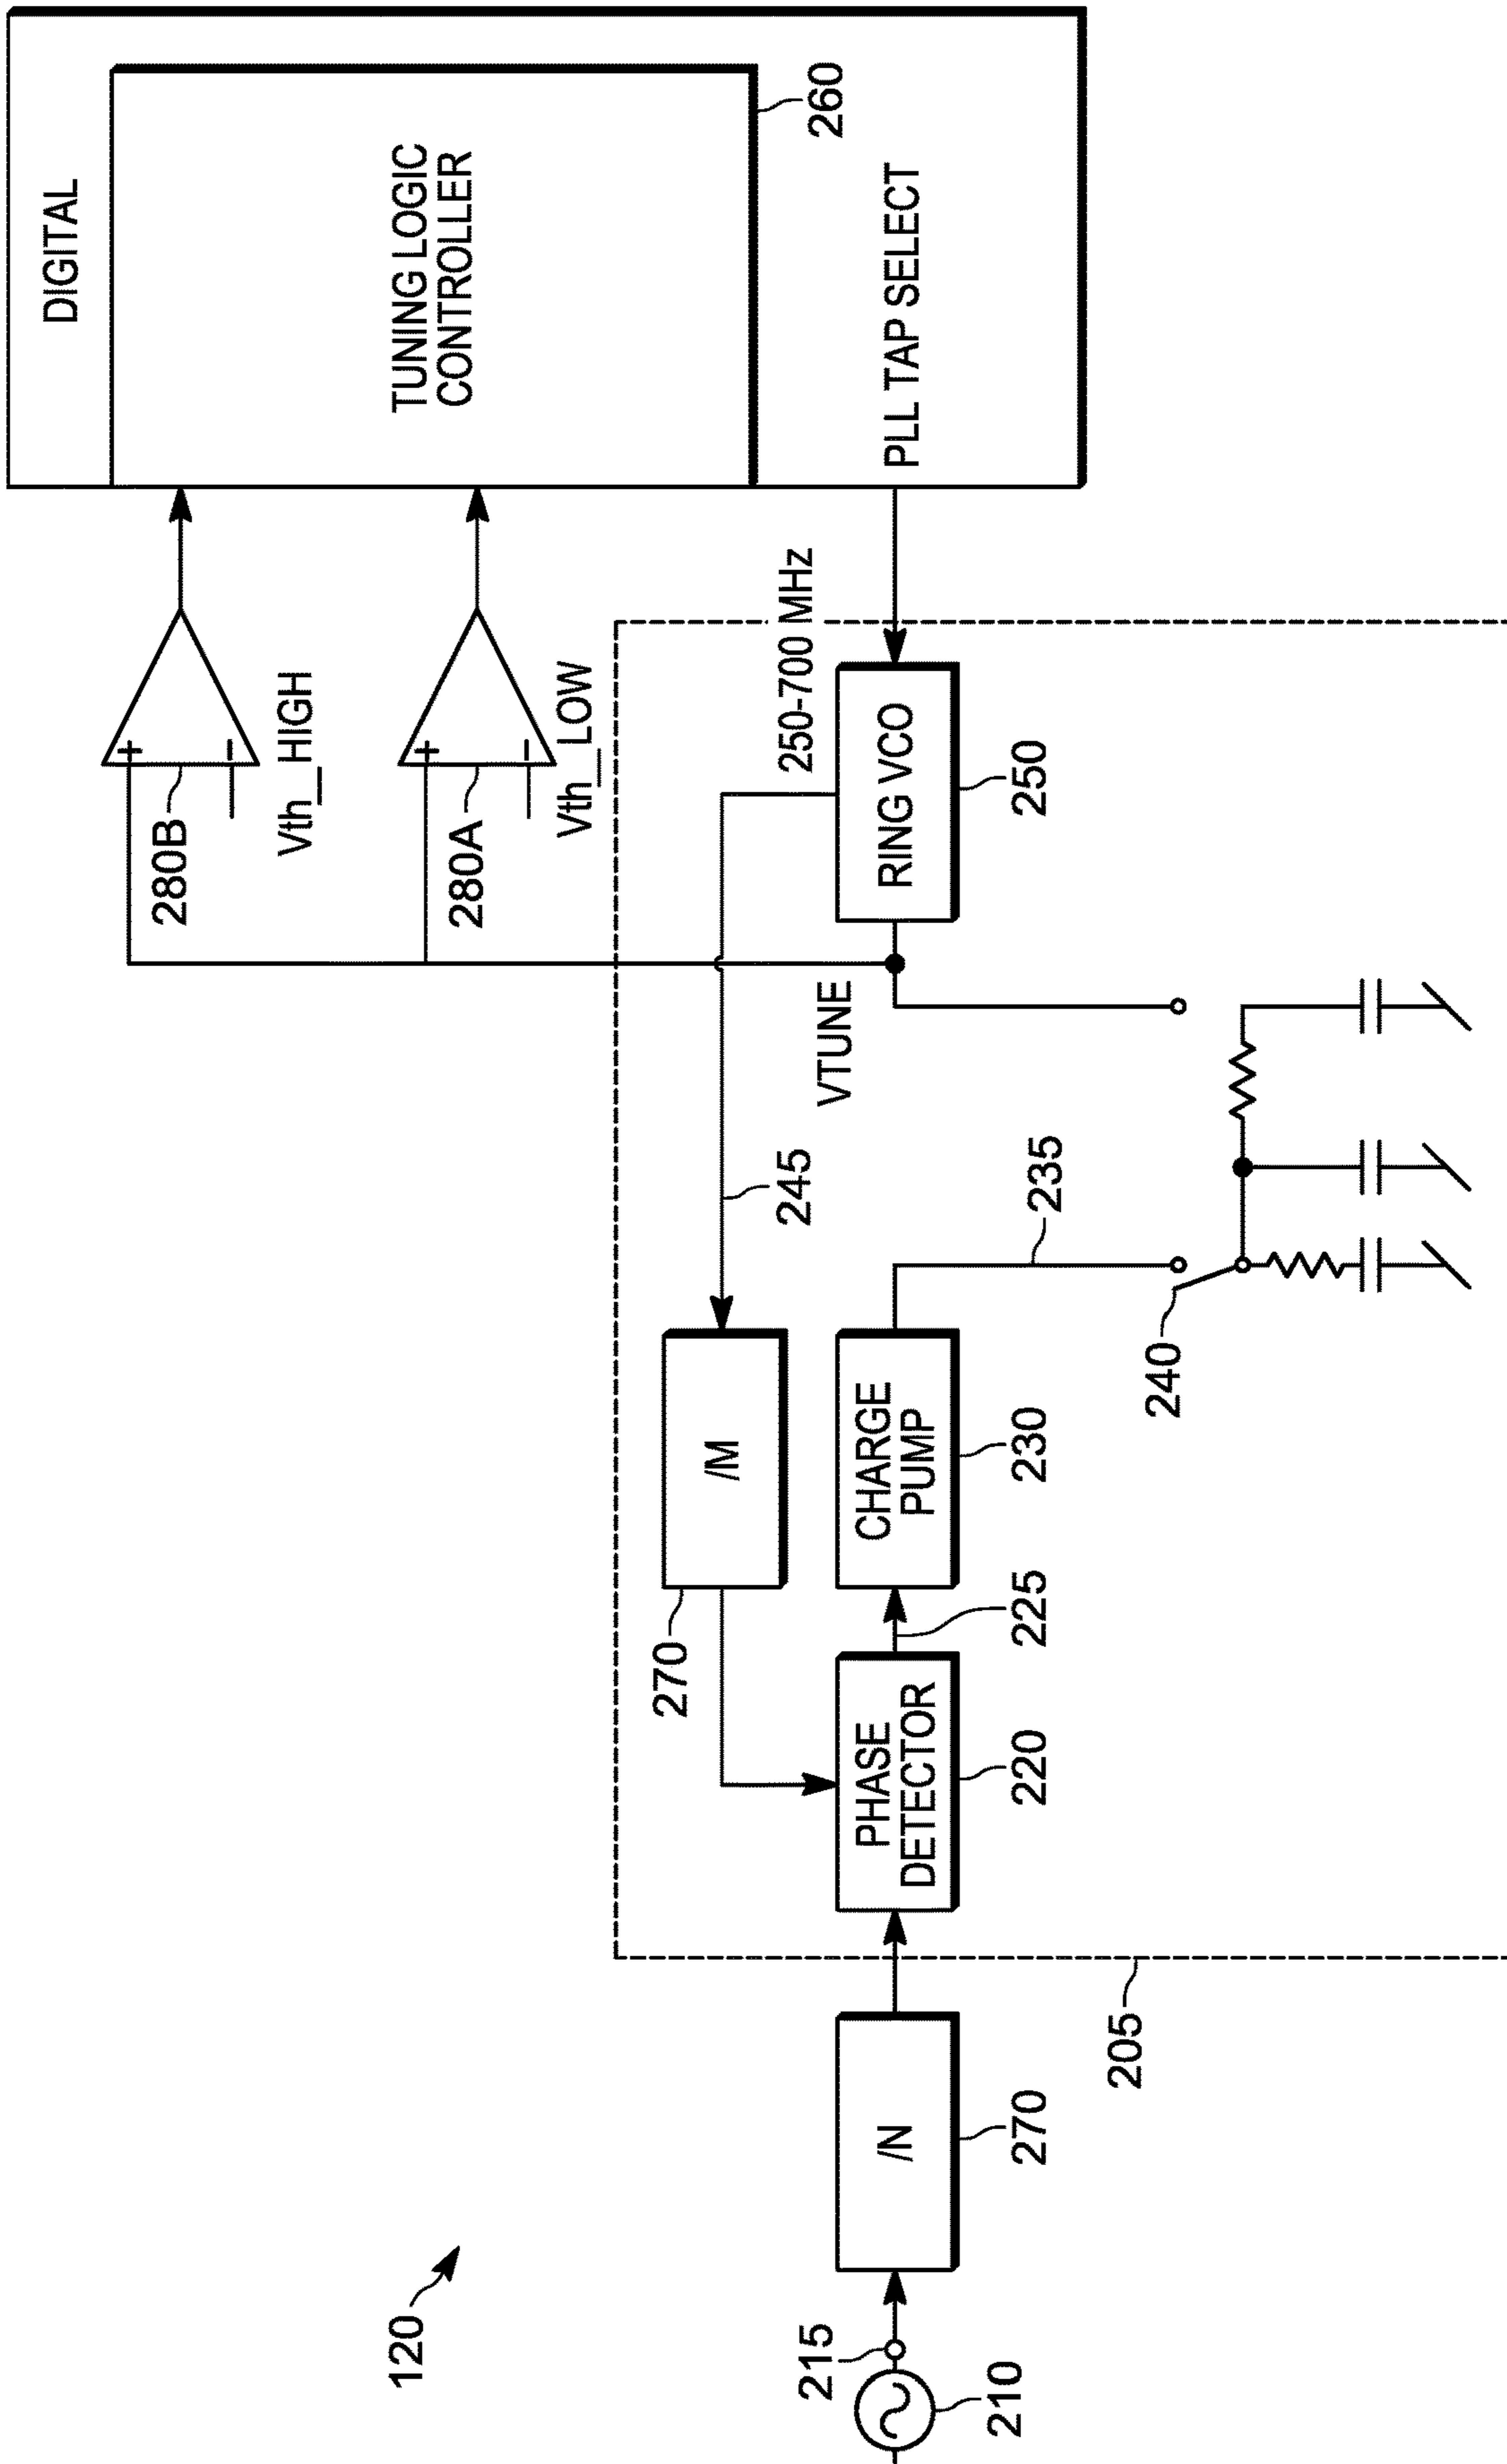 120
210
215
/N
270
205
PHASE
DETECTOR
220
225
CHARGE
PUMP
230
/M
270
235
240
245
VTUNE
RING VCO
250
250-700 MHz
280B
+
–
Vth_HIGH
280A
+
–
Vth_LOW
DIGITAL
TUNING LOGIC
CONTROLLER
260
PLL TAP SELECT